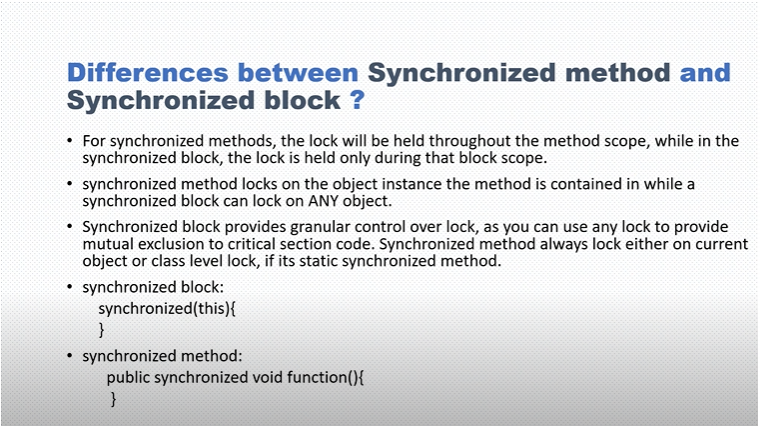 Differences between Synchronized method and
Synchronized block ?
• For synchronized methods, the lock will be held throughout the method scope, while in the
synchronized block, the lock is held only during that block scope.
• synchronized method locks on the object instance the method is contained in while a
synchronized block can lock on ANY object.
• Synchronized block provides granular control over lock, as you can use any lock to provide
mutual exclusion to critical section code. Synchronized method always lock either on current
object or class level lock, if its static synchronized method.
• synchronized block:
synchronized(this){
}
• synchronized method:
public synchronized void function(){
}